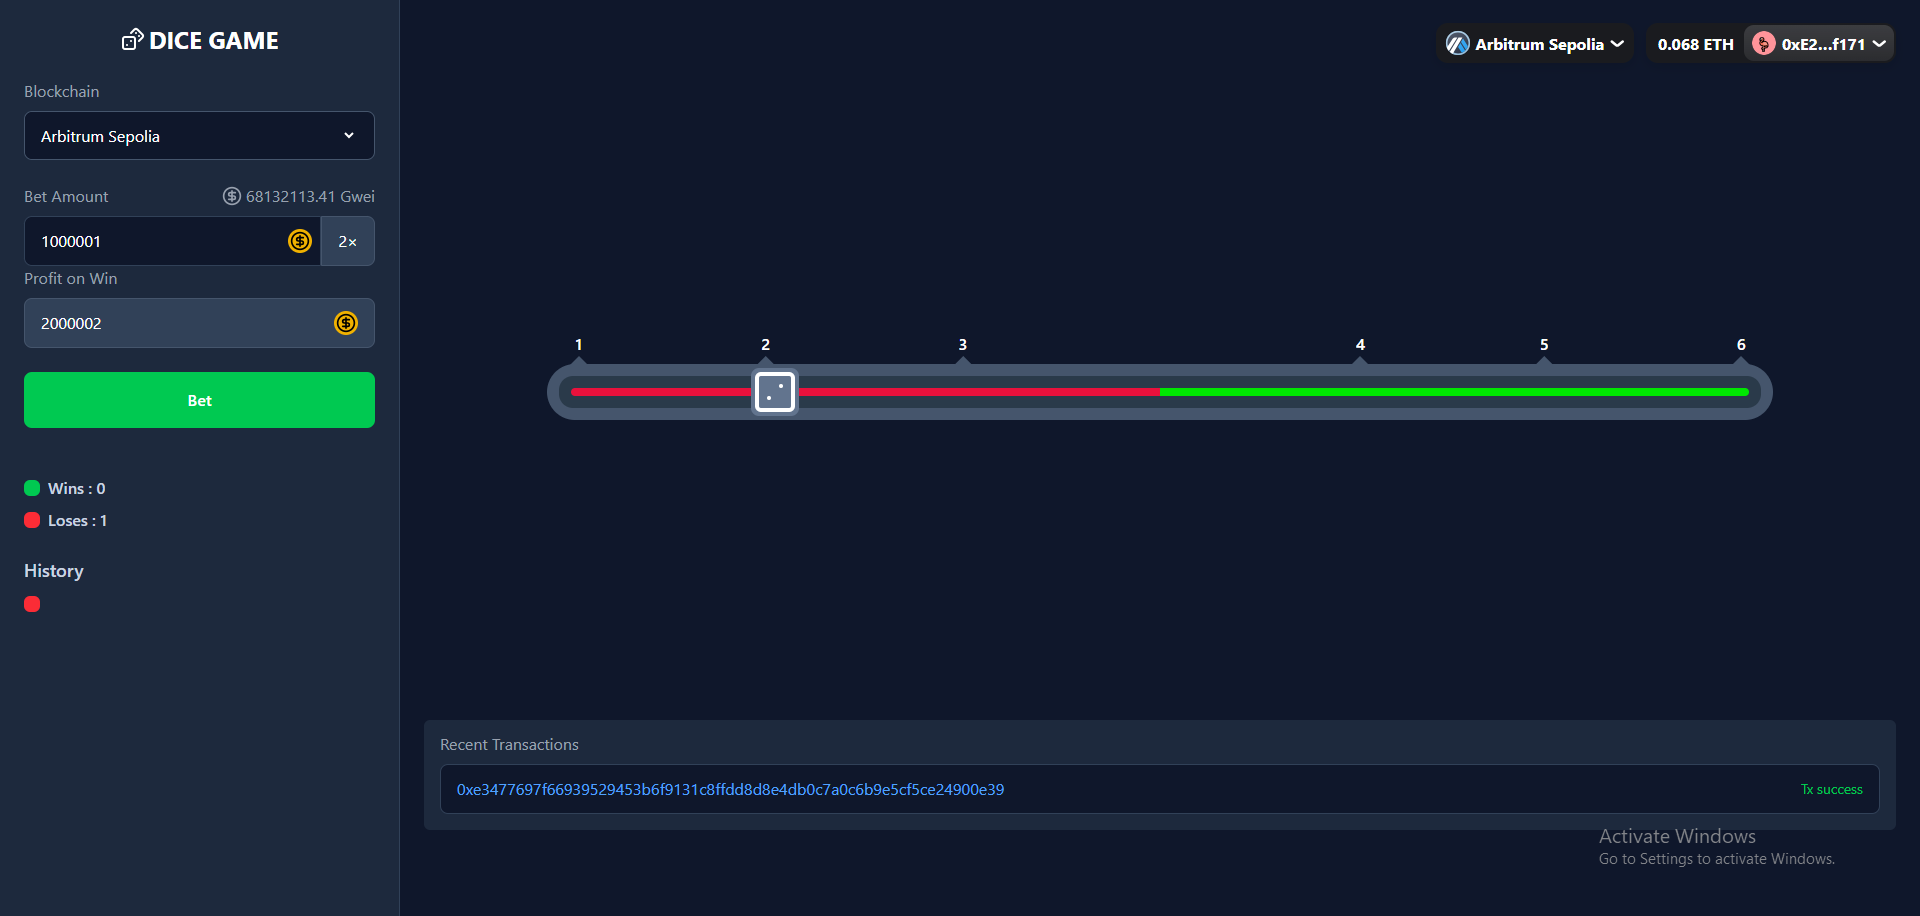 DICE GAME
Blockchain
Arbitrum Sepolia
Bet Amount
68132113.41 Gwei
1000001
2×
Profit on Win
2000002
Bet
Wins : 0
Loses : 1
History
Arbitrum Sepolia
0.068 ETH
0xE2...f171
1 2 3 4 5 6
Recent Transactions
0xe3477697f66939529453b6f9131c8ffdd8d8e4db0c7a0c6b9e5cf5ce24900e39
Tx success
Activate Windows
Go to Settings to activate Windows.